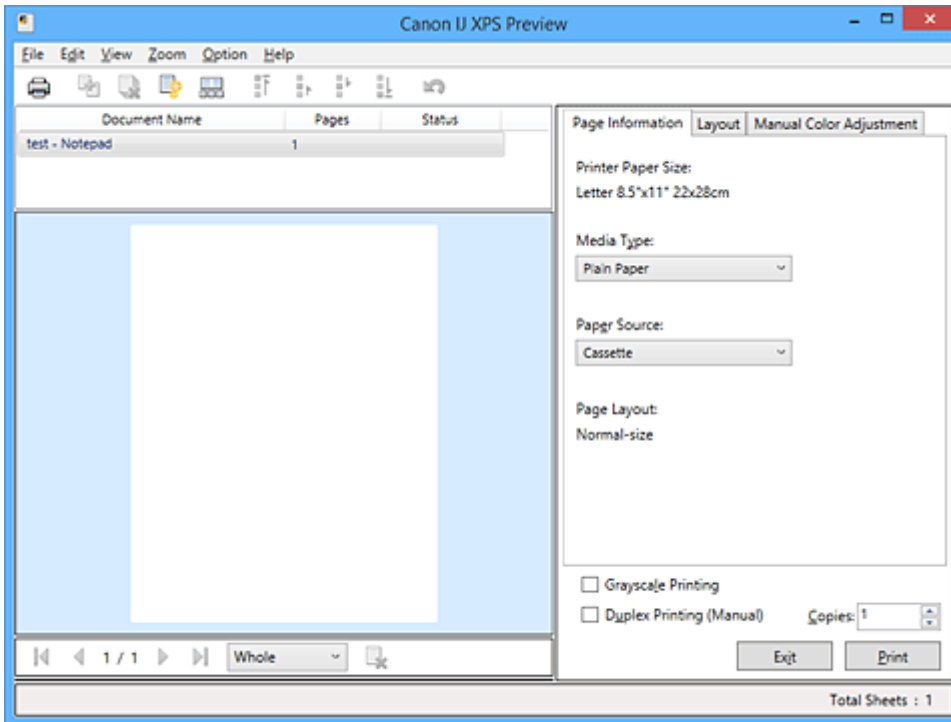 Canon IJ XPS Preview
File Edit View Zoom Option Help
Document Name Pages Status
test - Notepad 1
Page Information Layout Manual Color Adjustment
Printer Paper Size:
Letter 8.5"x11" 22x28cm
Media Type:
Plain Paper
Paper Source:
Cassette
Page Layout:
Normal-size
Grayscale Printing
Duplex Printing (Manual) Copies: 1
1 / 1 Whole
Exit Print
Total Sheets : 1